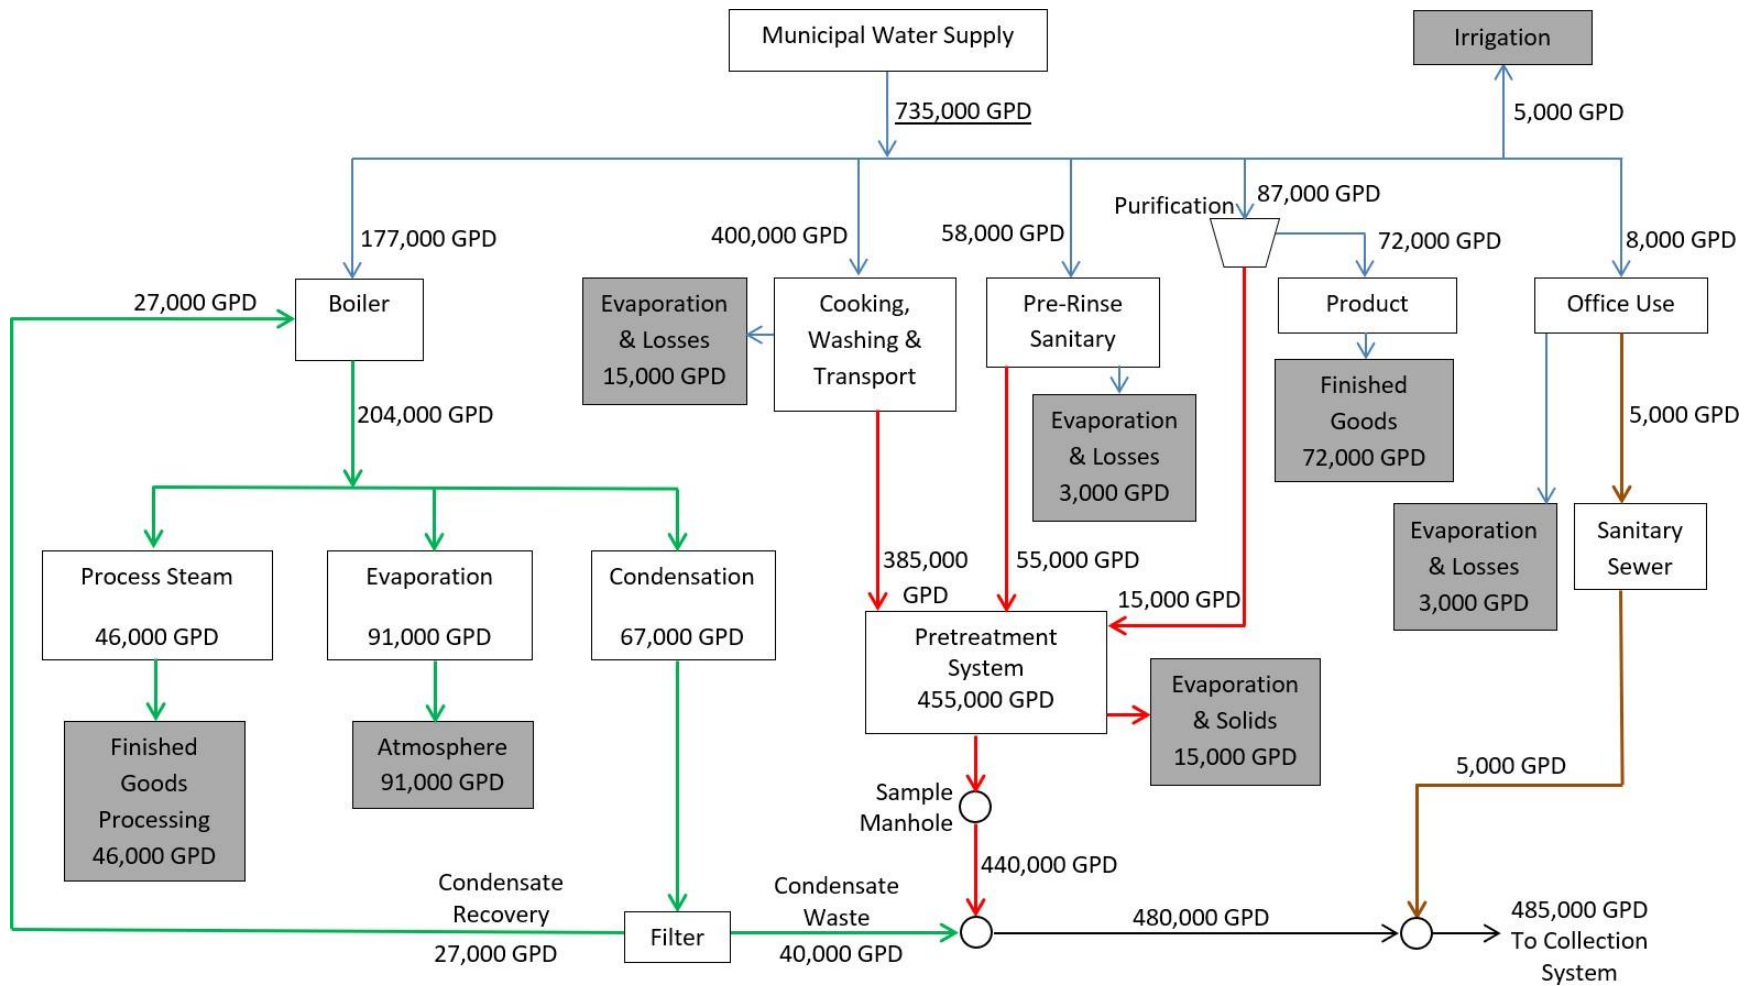 Municipal Water Supply
Irrigation
735,000 GPD
5,000 GPD
Purification
87,000 GPD
177,000 GPD
400,000 GPD
58,000 GPD
72,000 GPD
8,000 GPD
27,000 GPD
Boiler
Evaporation
& Losses
15,000 GPD
Cooking,
Washing &
Transport
Pre-Rinse
Sanitary
Product
Office Use
204,000 GPD
Evaporation
& Losses
3,000 GPD
Finished
Goods
72,000 GPD
5,000 GPD
Process Steam
46,000 GPD
Evaporation
91,000 GPD
Condensation
67,000 GPD
385,000
GPD
55,000 GPD
15,000 GPD
Evaporation
& Losses
3,000 GPD
Sanitary
Sewer
Pretreatment
System
455,000 GPD
Evaporation
& Solids
15,000 GPD
Finished
Goods
Processing
46,000 GPD
Atmosphere
91,000 GPD
Sample
Manhole
5,000 GPD
440,000 GPD
Condensate
Recovery
27,000 GPD
Filter
Condensate
Waste
40,000 GPD
480,000 GPD
485,000 GPD
To Collection
System